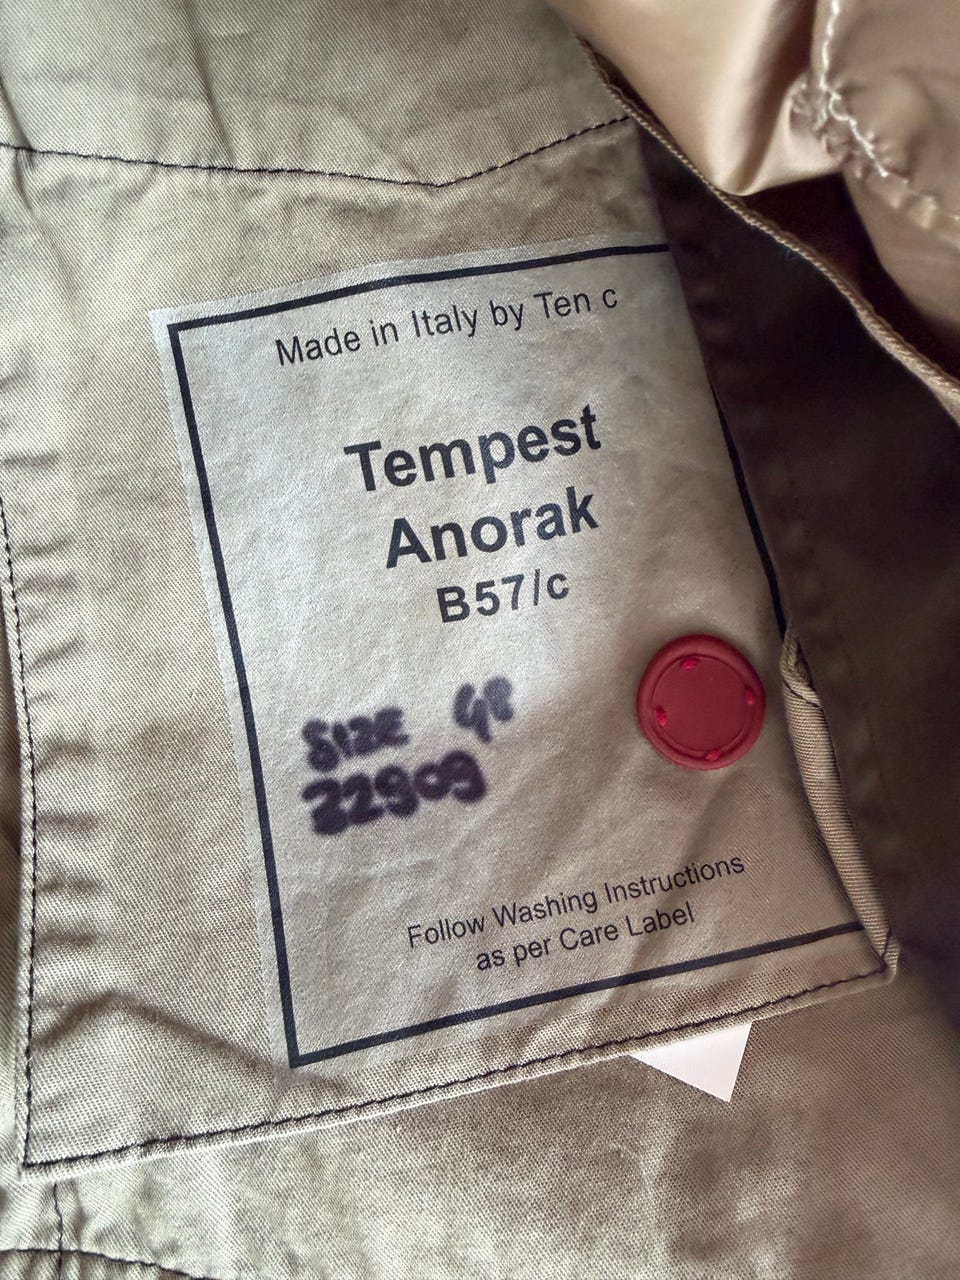 Made in Italy by Ten c
Tempest
Anorak
B57/c
SIZE 48
22909
Follow Washing Instructions
as per Care Label